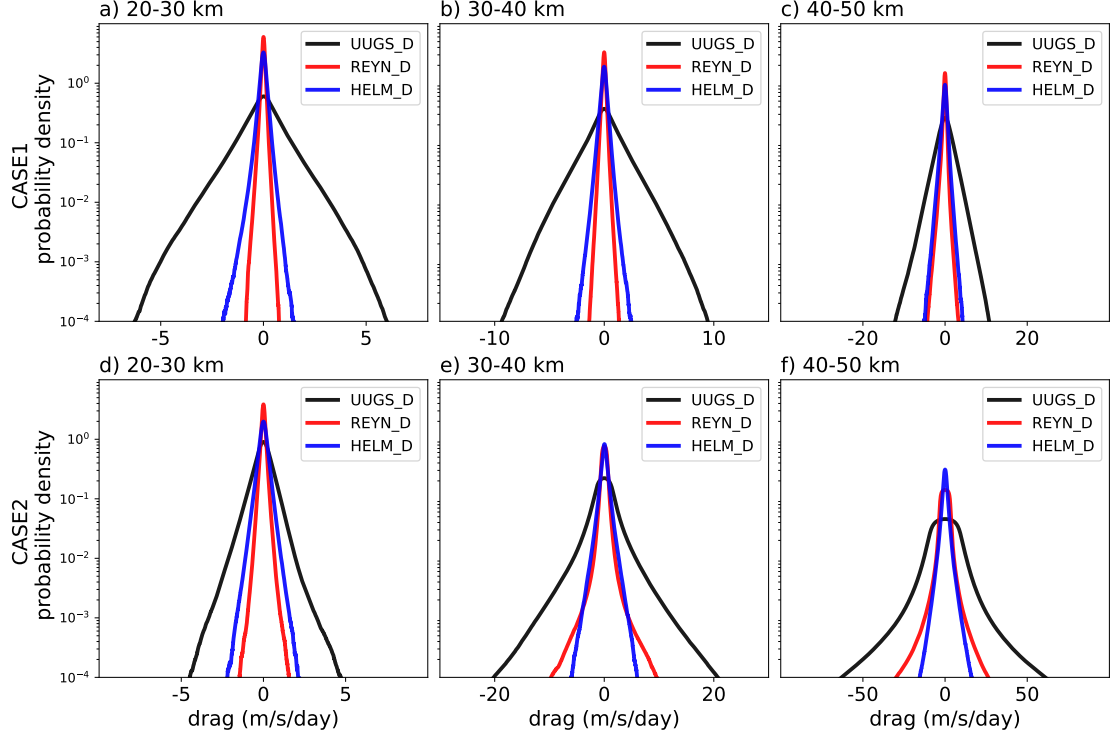 a) 20-30 km
b) 30-40 km
c) 40-50 km
UUGS_D
REYN_D
HELM_D
UUGS_D
REYN_D
HELM_D
UUGS_D
REYN_D
HELM_D
CASE1
probability density
10⁰
10⁻¹
10⁻²
10⁻³
10⁻⁴
-5 0 5
-10 0 10
-20 0 20
d) 20-30 km
e) 30-40 km
f) 40-50 km
UUGS_D
REYN_D
HELM_D
UUGS_D
REYN_D
HELM_D
UUGS_D
REYN_D
HELM_D
CASE2
probability density
10⁰
10⁻¹
10⁻²
10⁻³
10⁻⁴
-5 0 5
-20 0 20
-50 0 50
drag (m/s/day)
drag (m/s/day)
drag (m/s/day)